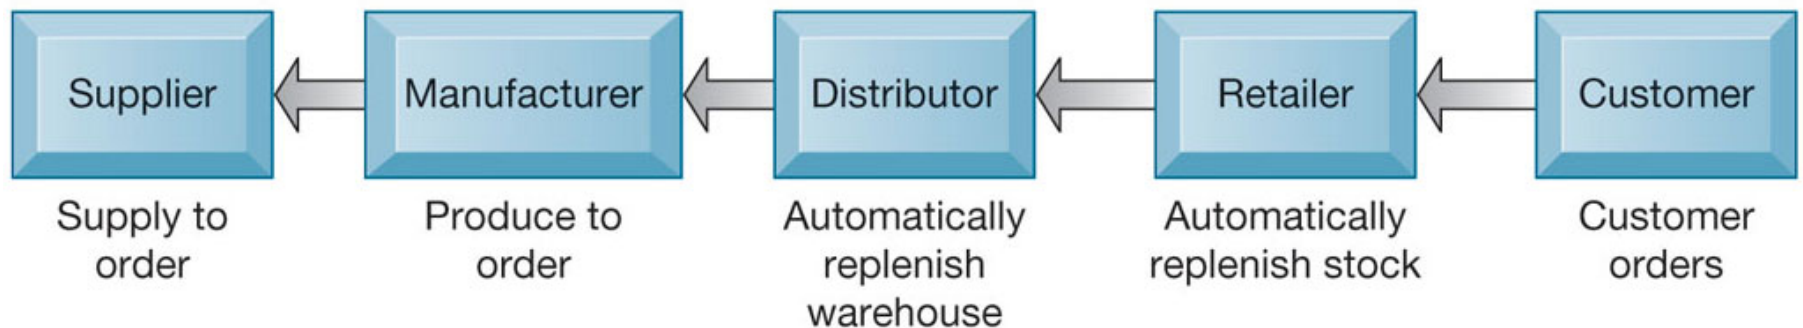 Supplier
Manufacturer
Distributor
Retailer
Customer
Supply to
order
Produce to
order
Automatically
replenish
warehouse
Automatically
replenish stock
Customer
orders